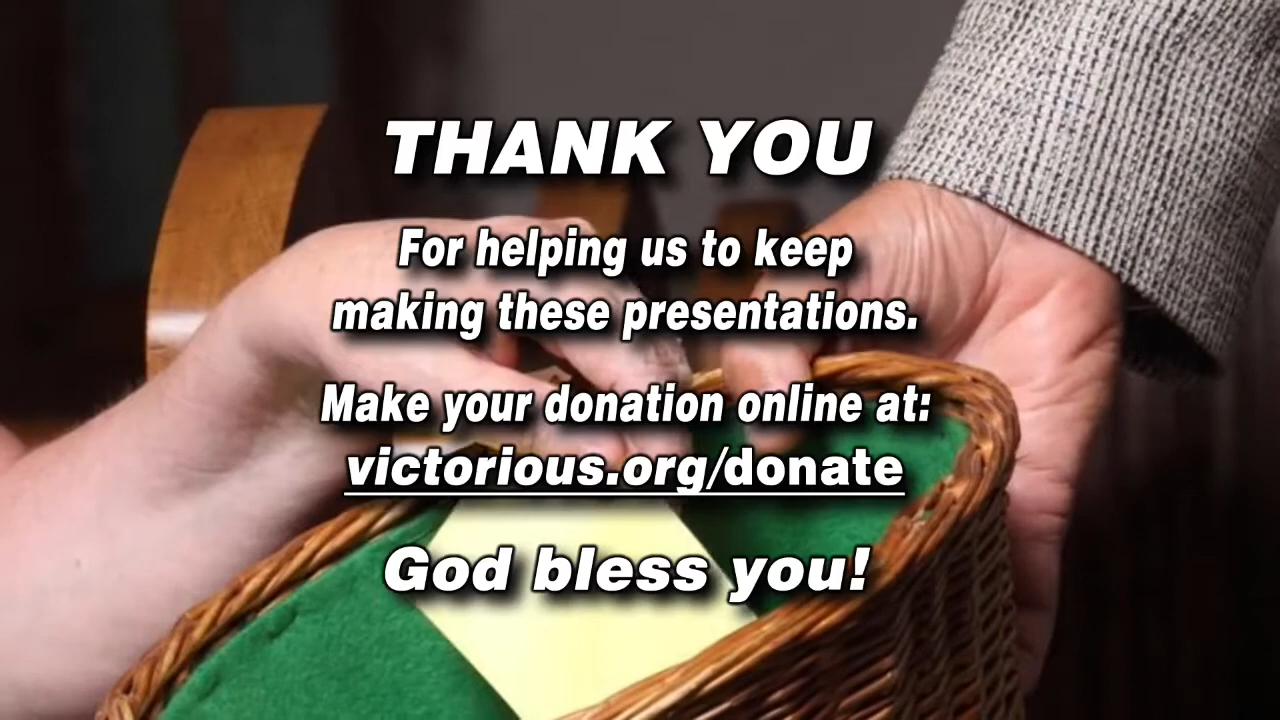 THANK YOU
For helping us to keep
making these presentations.
Make your donation online at:
victorious.org/donate
God bless you!